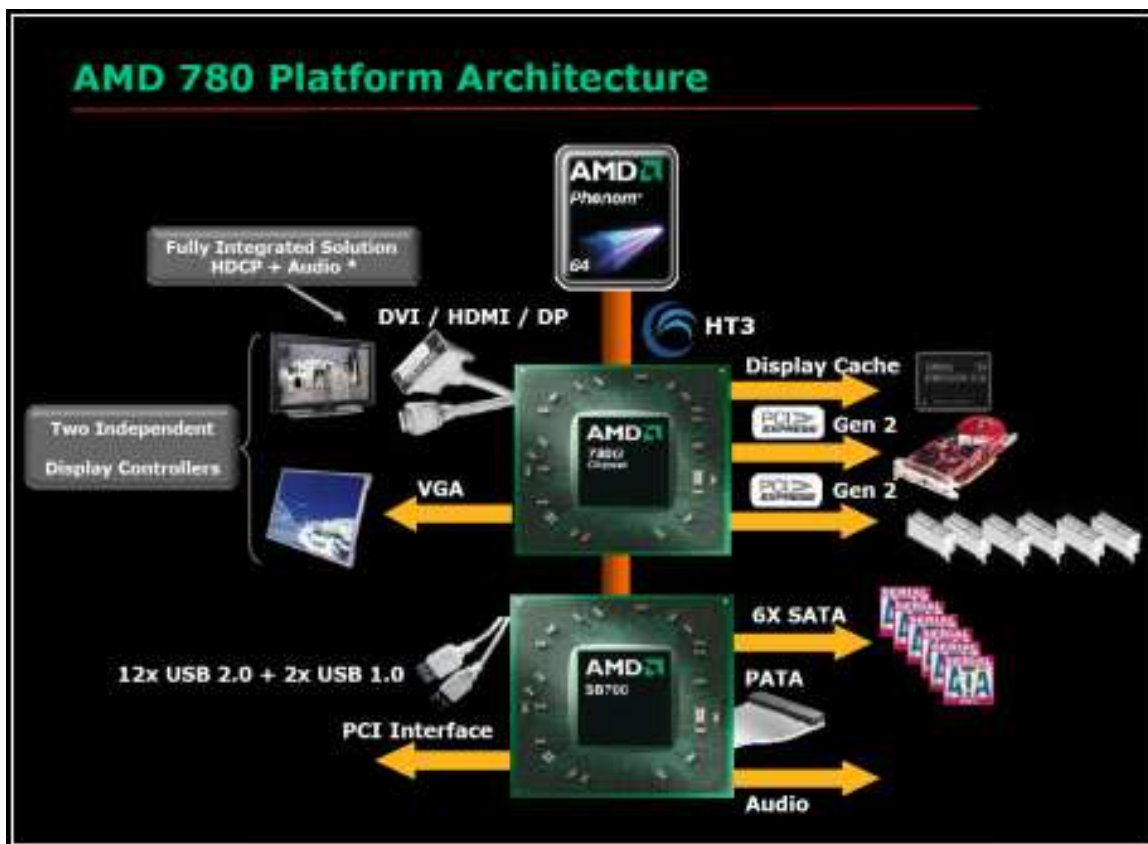 AMD 780 Platform Architecture
AMD
Phenom
64
Fully Integrated Solution
HDCP + Audio *
DVI / HDMI / DP
HT3
Display Cache
Two Independent
Display Controllers
AMD
Chipset
PCI
EXPRESS
Gen 2
VGA
PCI
EXPRESS
Gen 2
AMD
SB700
6X SATA
SERIAL
ATA
12x USB 2.0 + 2x USB 1.0
PATA
PCI Interface
Audio